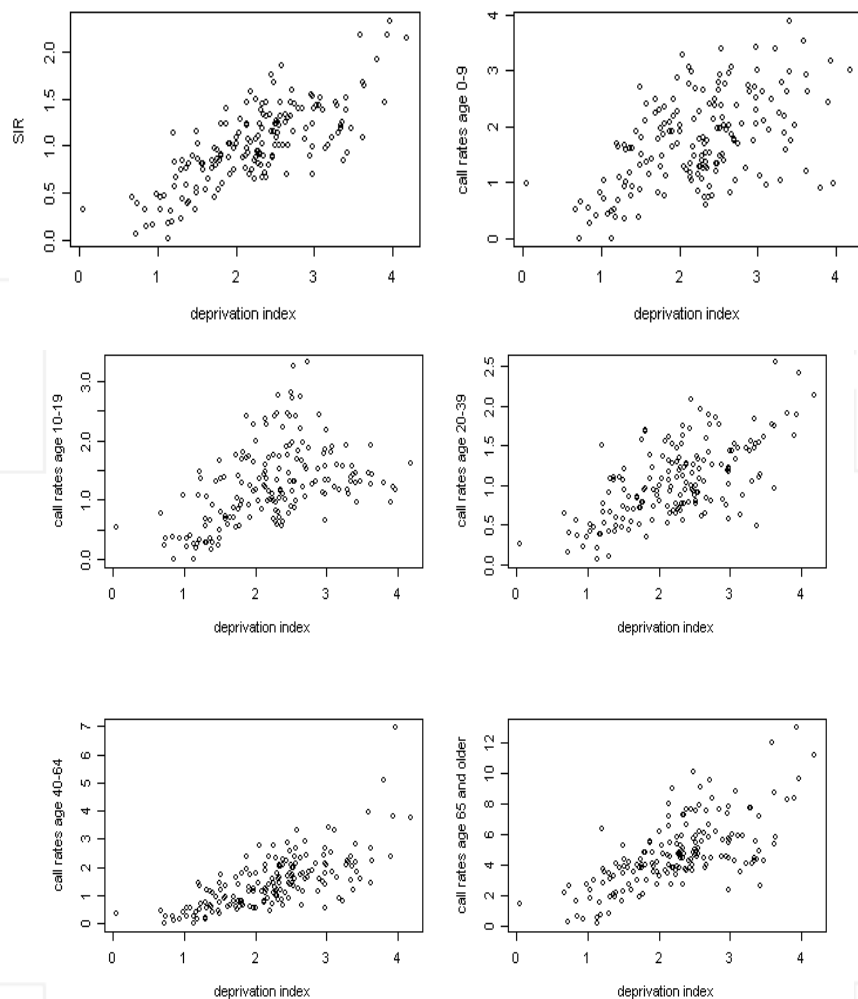 SIR
0.0 0.5 1.0 1.5 2.0
0 1 2 3 4
deprivation index
call rates age 0-9
0 1 2 3 4
0 1 2 3 4
deprivation index
call rates age 10-19
0.0 1.0 2.0 3.0
0 1 2 3 4
deprivation index
call rates age 20-39
0.0 0.5 1.0 1.5 2.0 2.5
0 1 2 3 4
deprivation index
call rates age 40-64
0 1 2 3 4 5 6 7
0 1 2 3 4
deprivation index
call rates age 65 and older
0 2 4 6 8 10 12
0 1 2 3 4
deprivation index